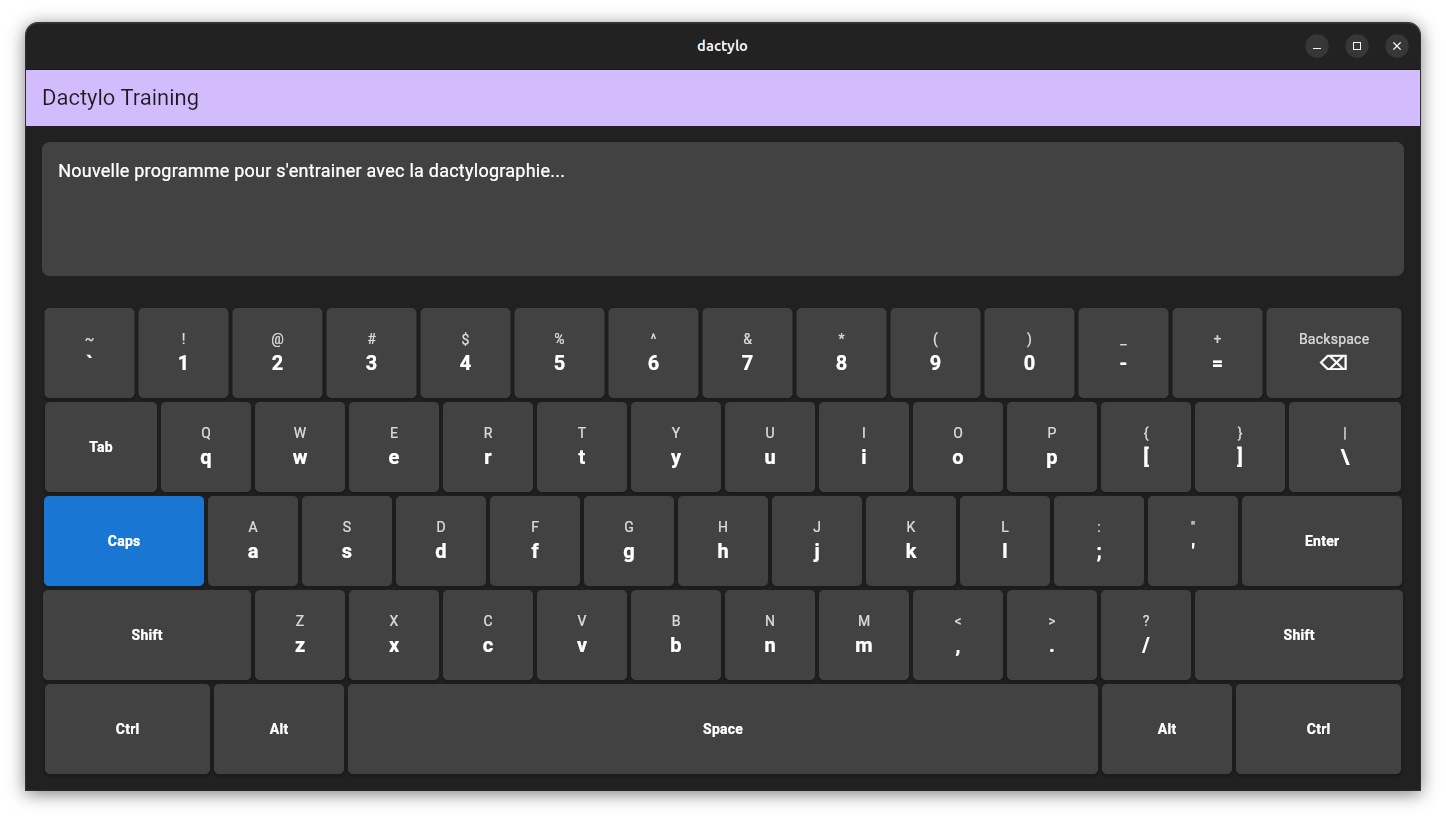 dactylo
Dactylo Training
Nouvelle programme pour s'entrainer avec la dactylographie...
~ ! @ # $ % ^ & * ( ) _ + Backspace
` 1 2 3 4 5 6 7 8 9 0 - = ⌫
Q W E R T Y U I O P { } |
Tab q w e r t y u i o p [ ] \
A S D F G H J K L : "
Caps a s d f g h j k l ; ' Enter
Z X C V B N M < > ?
Shift z x c v b n m , . / Shift
Ctrl Alt Space Alt Ctrl